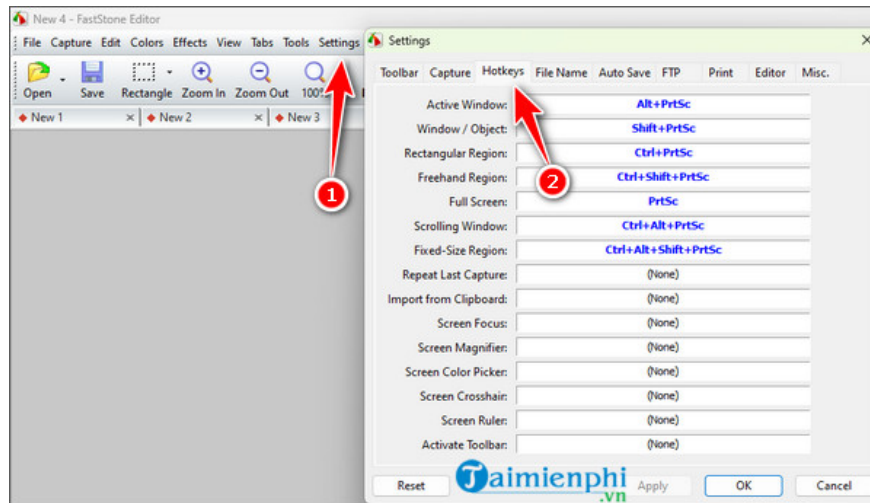 New 4 - FastStone Editor
File Capture Edit Colors Effects View Tabs Tools Settings
Open Save Rectangle Zoom In Zoom Out
New 1 New 2 New 3
1
Settings
Toolbar Capture Hotkeys File Name Auto Save FTP Print Editor Misc.
2
Active Window: Alt+PrtSc
Window / Object: Shift+PrtSc
Rectangular Region: Ctrl+PrtSc
Freehand Region: Ctrl+Shift+PrtSc
Full Screen: PrtSc
Scrolling Window: Ctrl+Alt+PrtSc
Fixed-Size Region: Ctrl+Alt+Shift+PrtSc
Repeat Last Capture: (None)
Import from Clipboard: (None)
Screen Focus: (None)
Screen Magnifier: (None)
Screen Color Picker: (None)
Screen Crosshair: (None)
Screen Ruler: (None)
Activate Toolbar: (None)
Reset Apply OK Cancel
Taimienphi
.vn